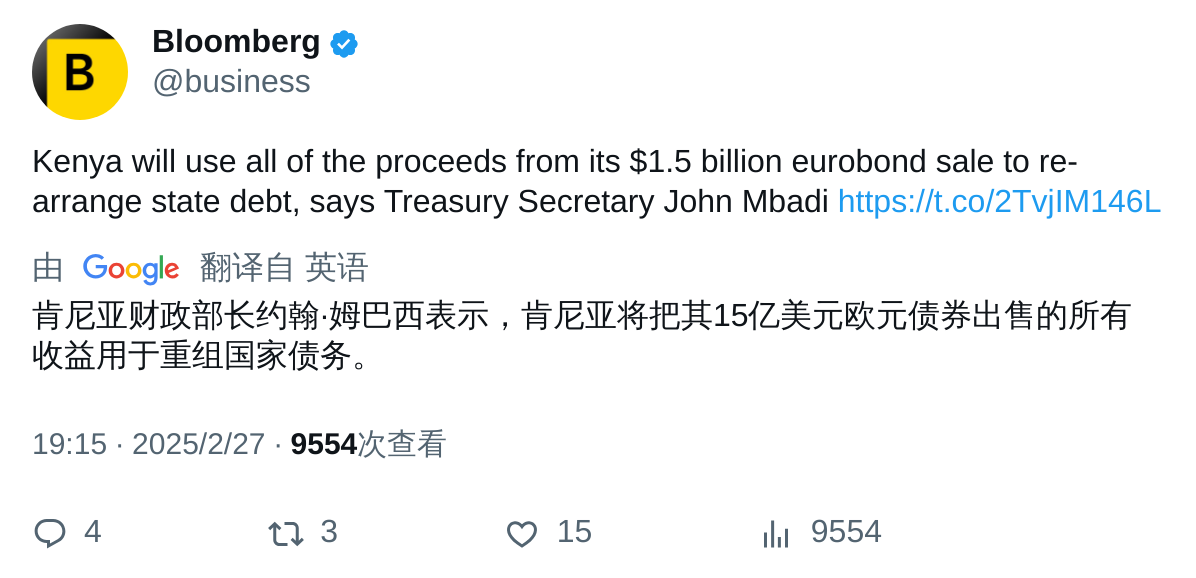 B
Bloomberg
@business
Kenya will use all of the proceeds from its $1.5 billion eurobond sale to re-
arrange state debt, says Treasury Secretary John Mbadi https://t.co/2TvjIM146L
由 Google 翻译自 英语
肯尼亚财政部长约翰·姆巴西表示，肯尼亚将把其15亿美元欧元债券出售的所有
收益用于重组国家债务。
19:15 · 2025/2/27 · 9554次查看
4 3 15 9554